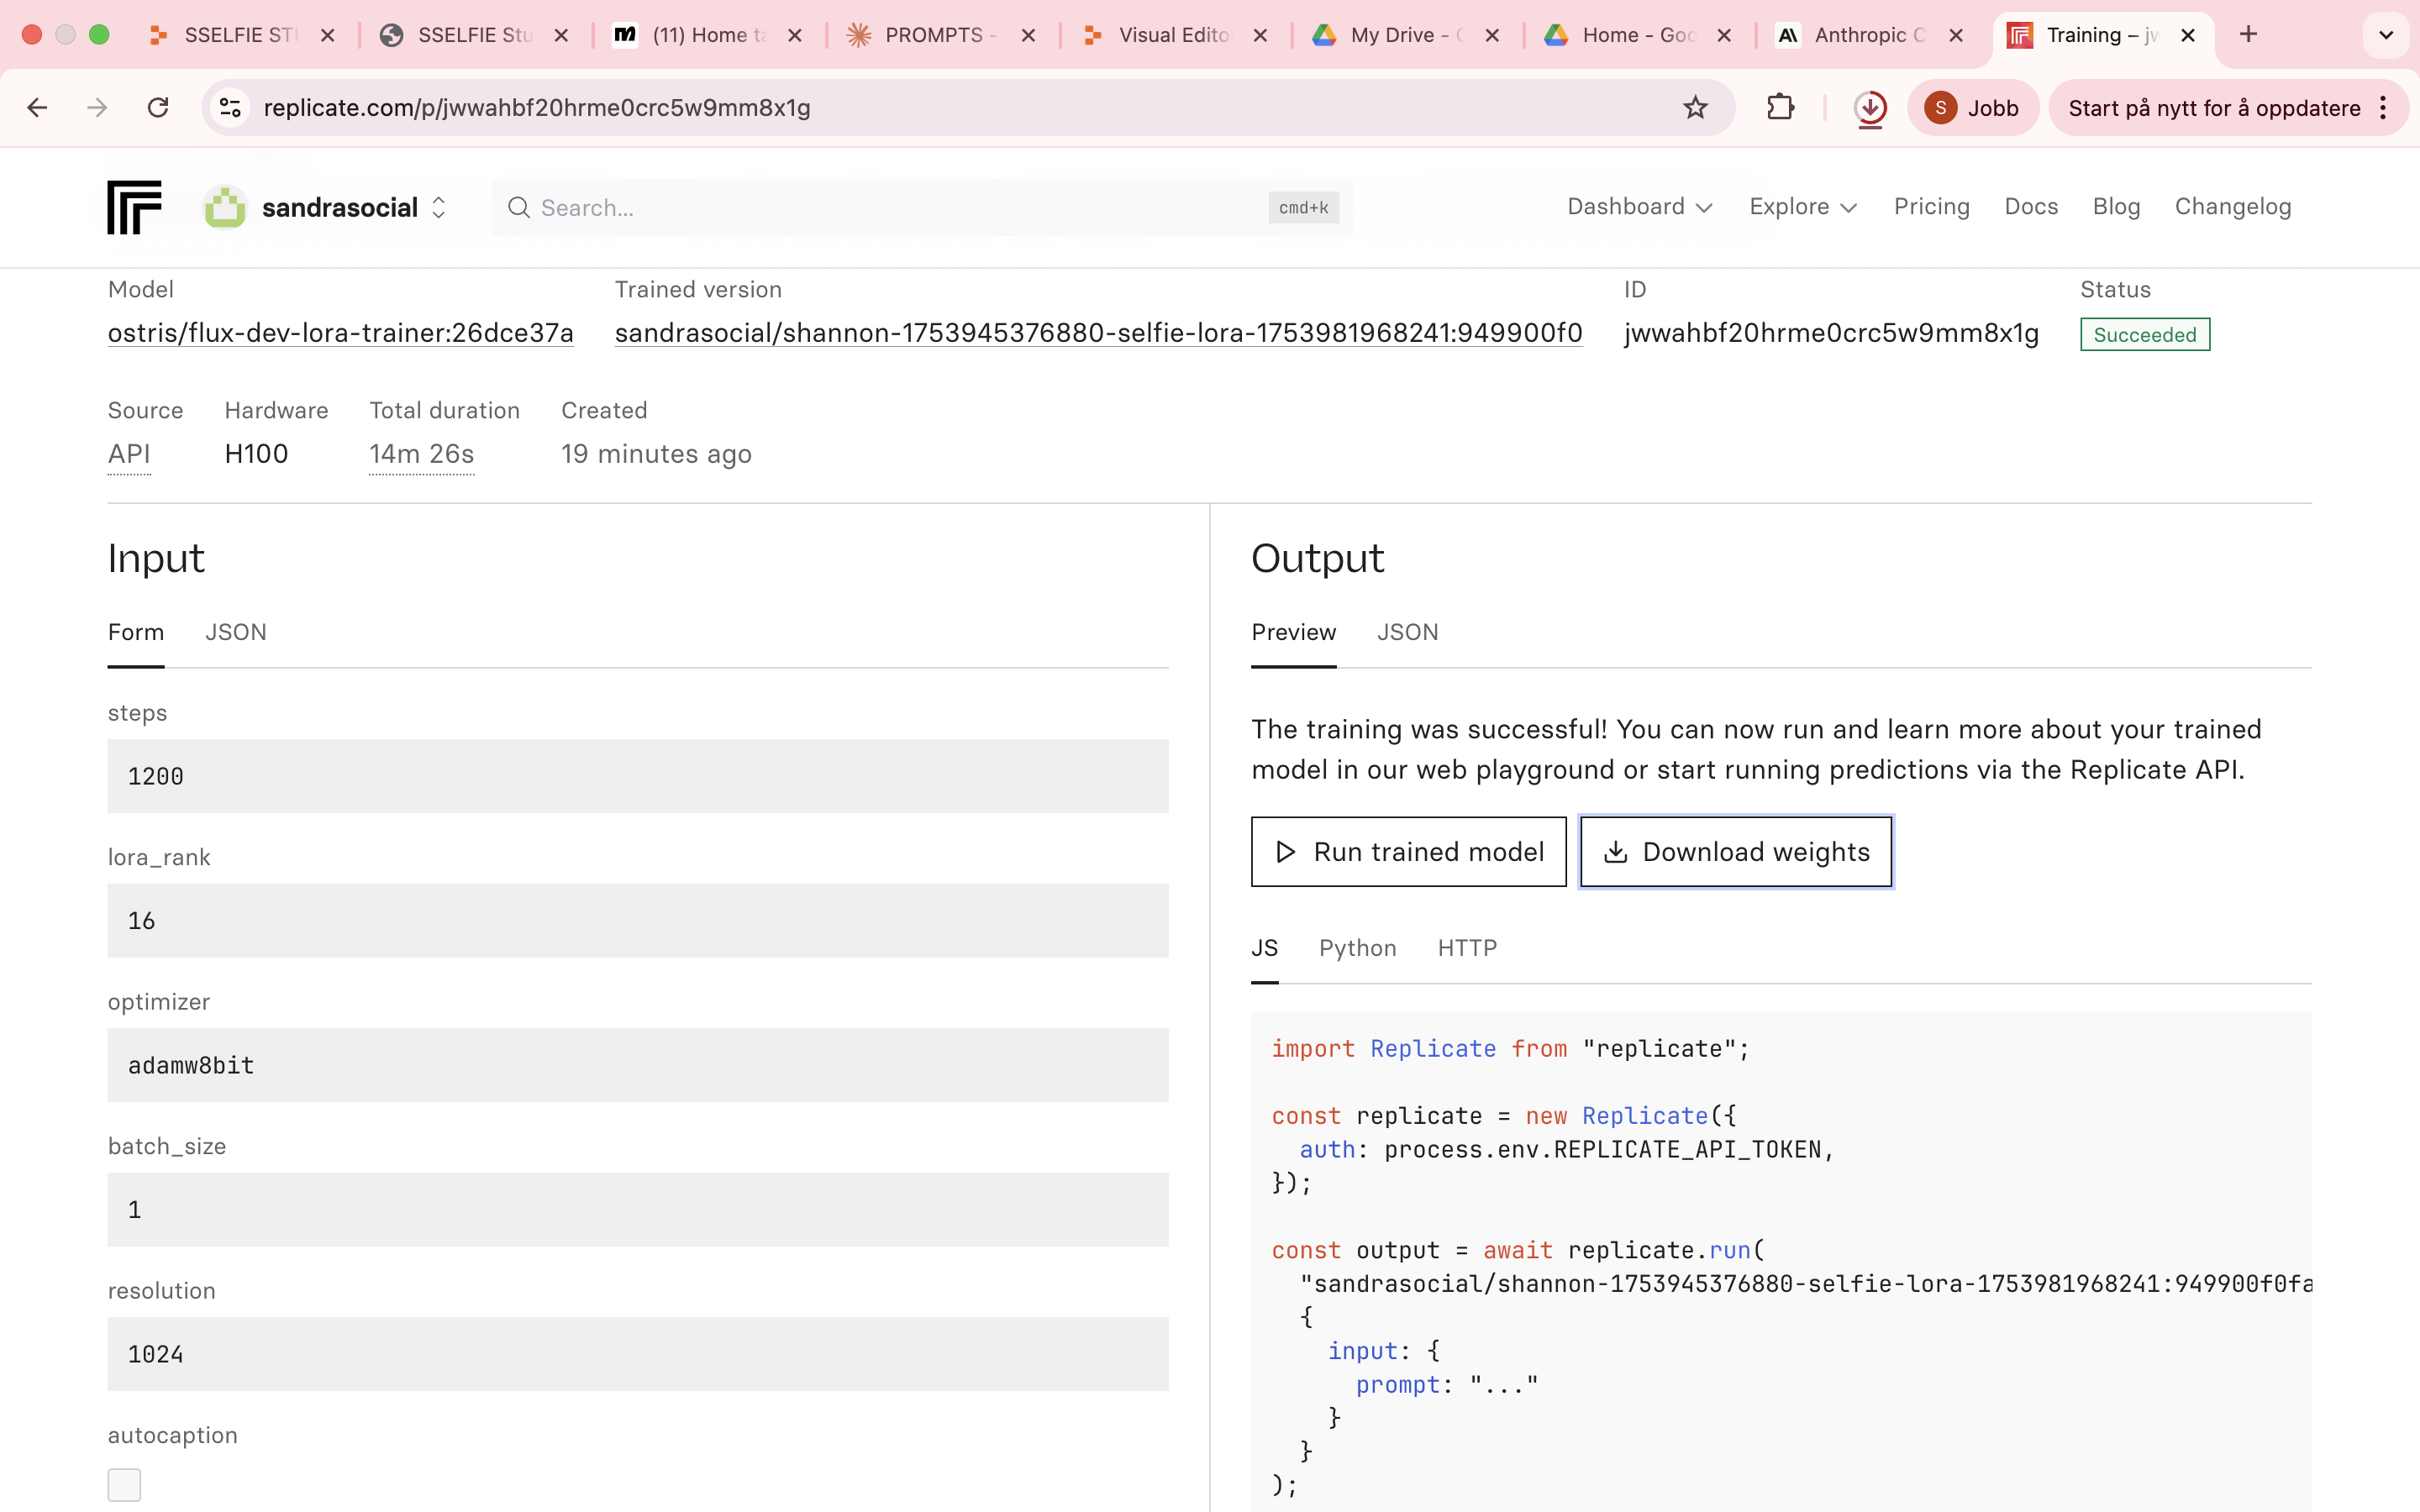 SSELFIE STU
SSELFIE Stu
(11) Home ta
PROMPTS -
Visual Edito
My Drive - G
Home - Goo
Anthropic C
Training – jw
replicate.com/p/jwwahbf20hrme0crc5w9mm8x1g
S Jobb
Start på nytt for å oppdatere
sandrasocial
Search...
cmd+k
Dashboard
Explore
Pricing
Docs
Blog
Changelog
Model
Trained version
ID
Status
ostris/flux-dev-lora-trainer:26dce37a
sandrasocial/shannon-1753945376880-selfie-lora-1753981968241:949900f0
jwwahbf20hrme0crc5w9mm8x1g
Succeeded
Source
Hardware
Total duration
Created
API
H100
14m 26s
19 minutes ago
Input
Form
JSON
steps
1200
lora_rank
16
optimizer
adamw8bit
batch_size
1
resolution
1024
autocaption
Output
Preview
JSON
The training was successful! You can now run and learn more about your trained
model in our web playground or start running predictions via the Replicate API.
Run trained model
Download weights
JS
Python
HTTP
import Replicate from "replicate";
const replicate = new Replicate({
auth: process.env.REPLICATE_API_TOKEN,
});
const output = await replicate.run(
"sandrasocial/shannon-1753945376880-selfie-lora-1753981968241:949900f0fa
{
input: {
prompt: "..."
}
}
);